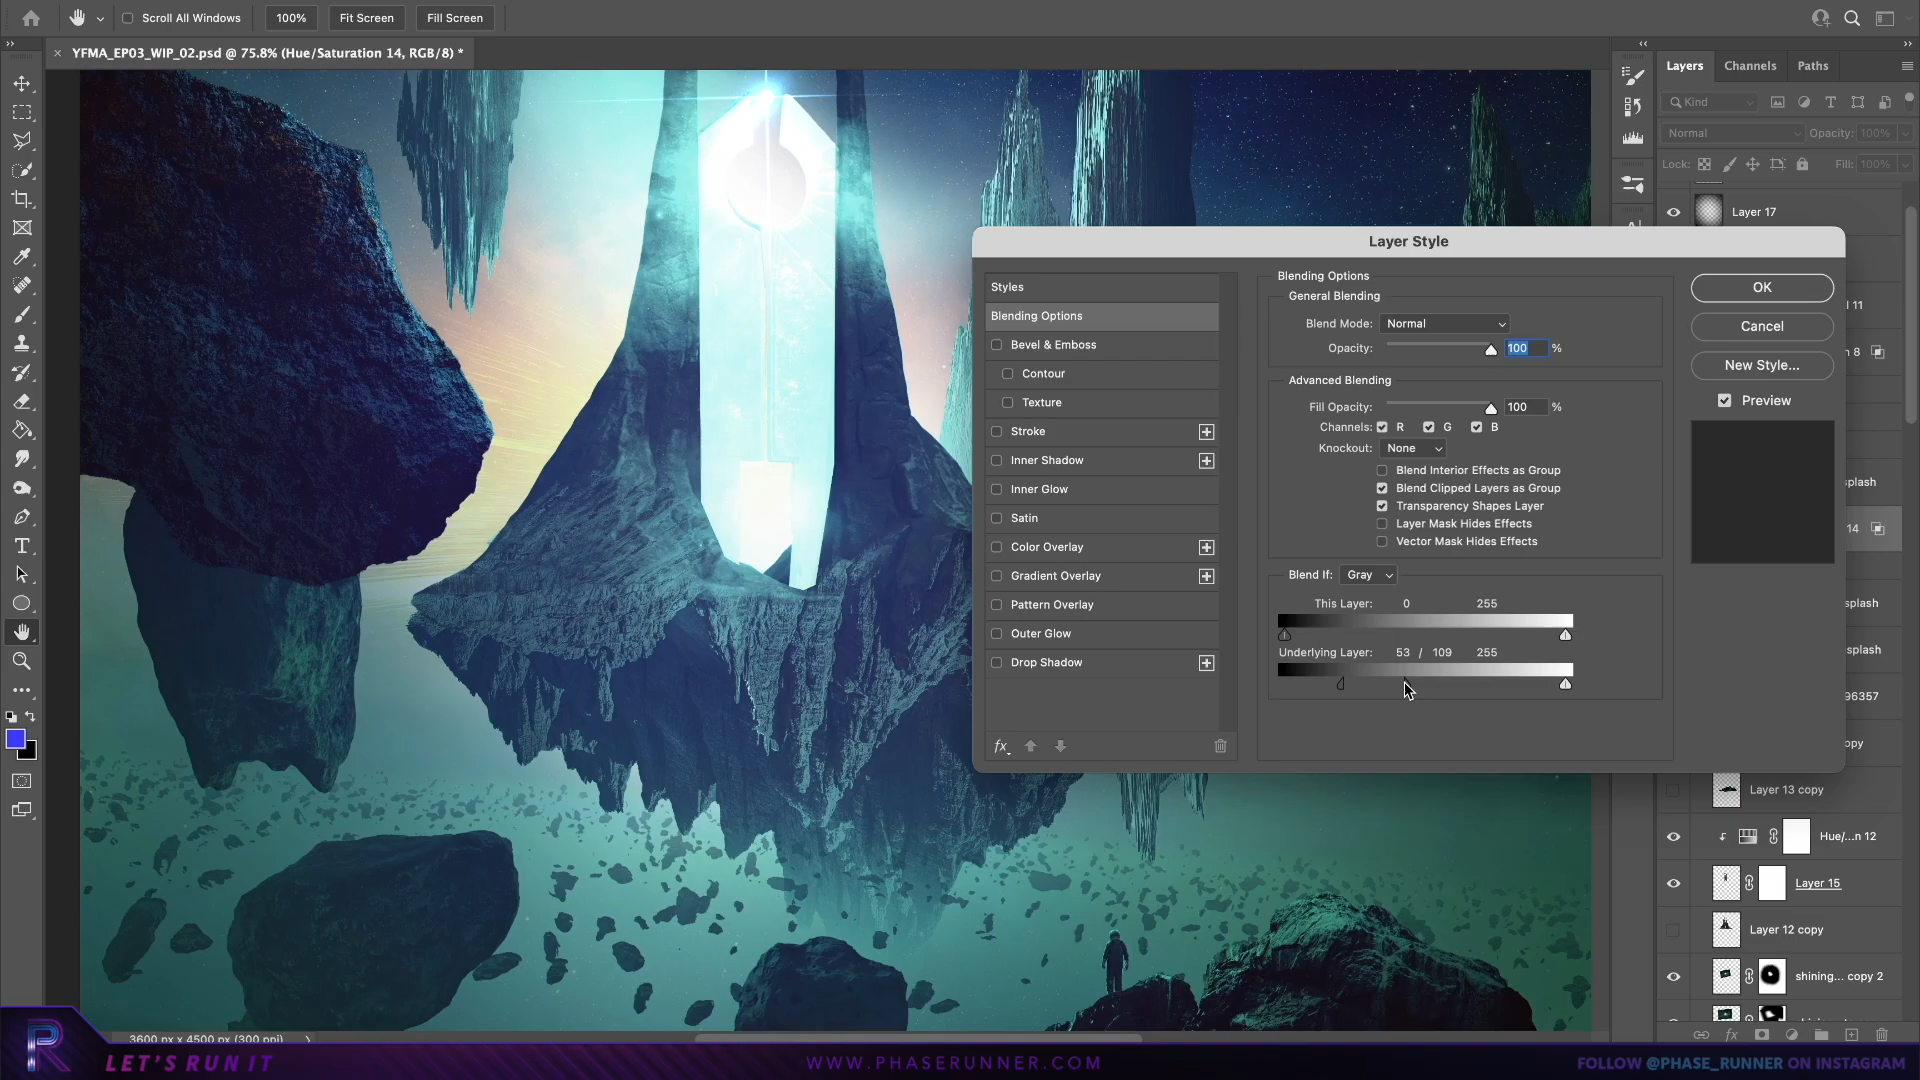 Scroll All Windows
100%
Fit Screen
Fill Screen
YFMA_EP03_WIP_02.psd @ 75.8% (Hue/Saturation 14, RGB/8) *
Layers
Channels
Paths
Kind
Normal
Opacity: 100%
Lock:
Fill: 100%
Layer 17
Layer Style
Styles
Blending Options
Bevel & Emboss
Contour
Texture
Stroke
Inner Shadow
Inner Glow
Satin
Color Overlay
Gradient Overlay
Pattern Overlay
Outer Glow
Drop Shadow
fx
Blending Options
General Blending
Blend Mode: Normal
Opacity: 100 %
Advanced Blending
Fill Opacity: 100 %
Channels: R G B
Knockout: None
Blend Interior Effects as Group
Blend Clipped Layers as Group
Transparency Shapes Layer
Layer Mask Hides Effects
Vector Mask Hides Effects
Blend If: Gray
This Layer: 0 255
Underlying Layer: 53 / 109 255
OK
Cancel
New Style...
Preview
11
8
splash
14
splash
splash
96357
opy
Layer 13 copy
Hue/...n 12
Layer 15
Layer 12 copy
shining... copy 2
fx
3600 px x 4500 px (300 ppi)
R
LET'S RUN IT
WWW.PHASERUNNER.COM
FOLLOW @PHASE_RUNNER ON INSTAGRAM